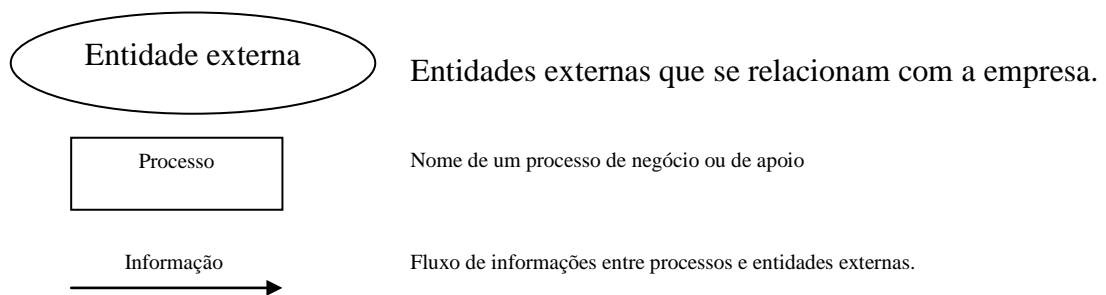 Entidade externa
Entidades externas que se relacionam com a empresa.
Processo
Nome de um processo de negócio ou de apoio
Informação
Fluxo de informações entre processos e entidades externas.